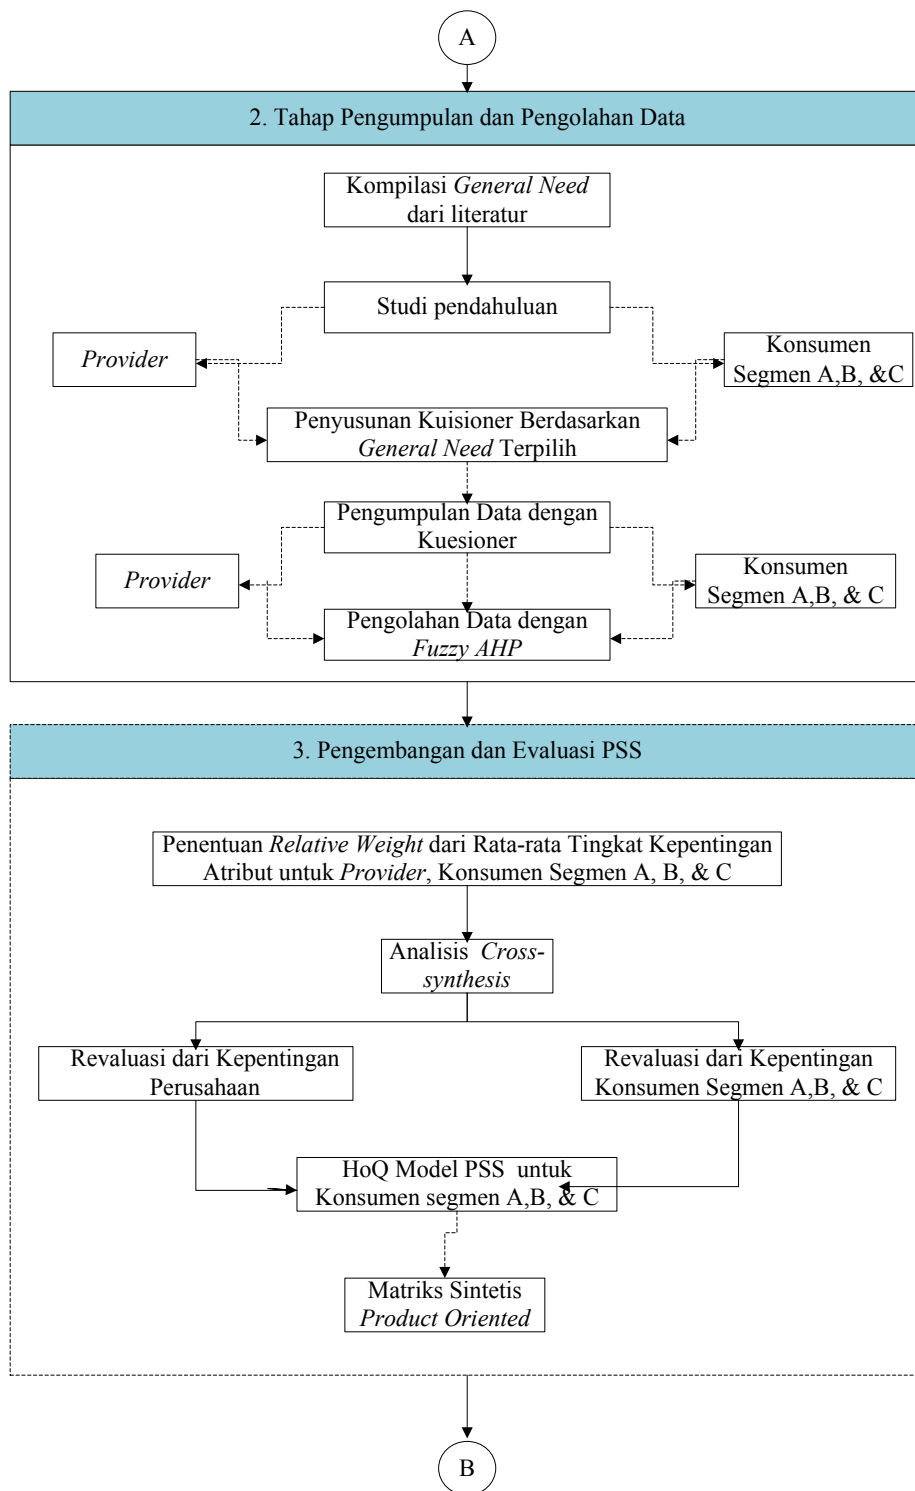 A
2. Tahap Pengumpulan dan Pengolahan Data
Kompilasi General Need
dari literatur
Studi pendahuluan
Provider
Konsumen
Segmen A,B, &C
Penyusunan Kuisioner Berdasarkan
General Need Terpilih
Pengumpulan Data dengan
Kuesioner
Provider
Konsumen
Segmen A,B, & C
Pengolahan Data dengan
Fuzzy AHP
3. Pengembangan dan Evaluasi PSS
Penentuan Relative Weight dari Rata-rata Tingkat Kepentingan
Atribut untuk Provider, Konsumen Segmen A, B, & C
Analisis Cross-
synthesis
Revaluasi dari Kepentingan
Perusahaan
Revaluasi dari Kepentingan
Konsumen Segmen A,B, & C
HoQ Model PSS untuk
Konsumen segmen A,B, & C
Matriks Sintetis
Product Oriented
B